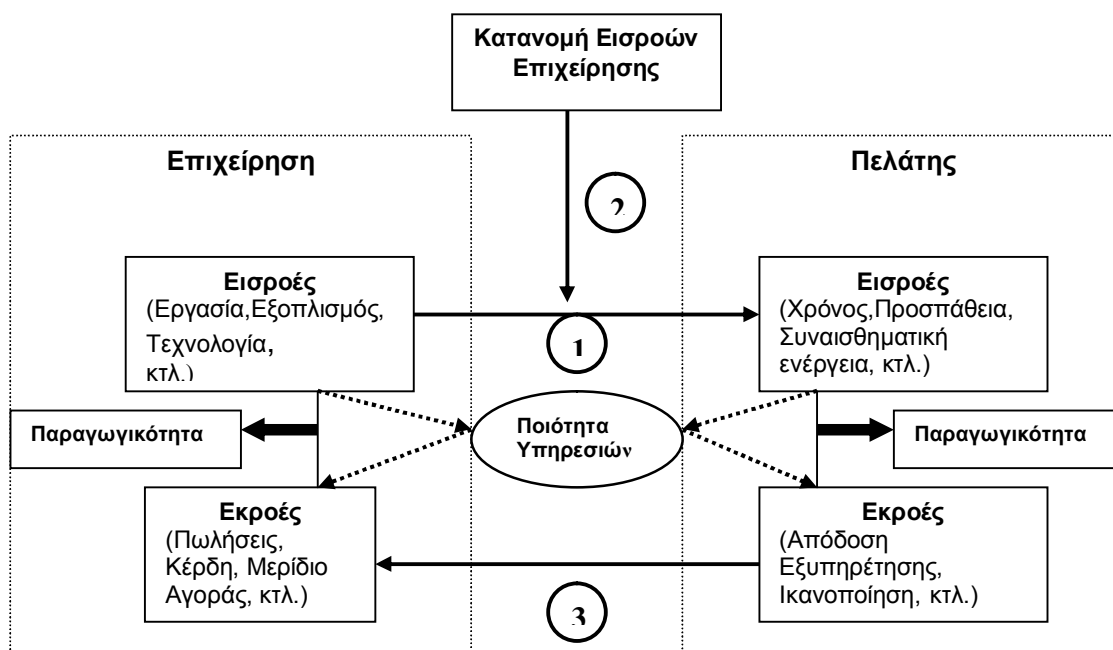 Κατανομή Εισροών
Επιχείρησης
Επιχείρηση
Πελάτης
2
Εισροές
(Εργασία,Εξοπλισμός,
Τεχνολογία,
κτλ.)
Εισροές
(Χρόνος,Προσπάθεια,
Συναισθηματική
ενέργεια, κτλ.)
1
Παραγωγικότητα
Ποιότητα
Υπηρεσιών
Παραγωγικότητα
Εκροές
(Πωλήσεις,
Κέρδη, Μερίδιο
Αγοράς, κτλ.)
Εκροές
(Απόδοση
Εξυπηρέτησης,
Ικανοποίηση, κτλ.)
3